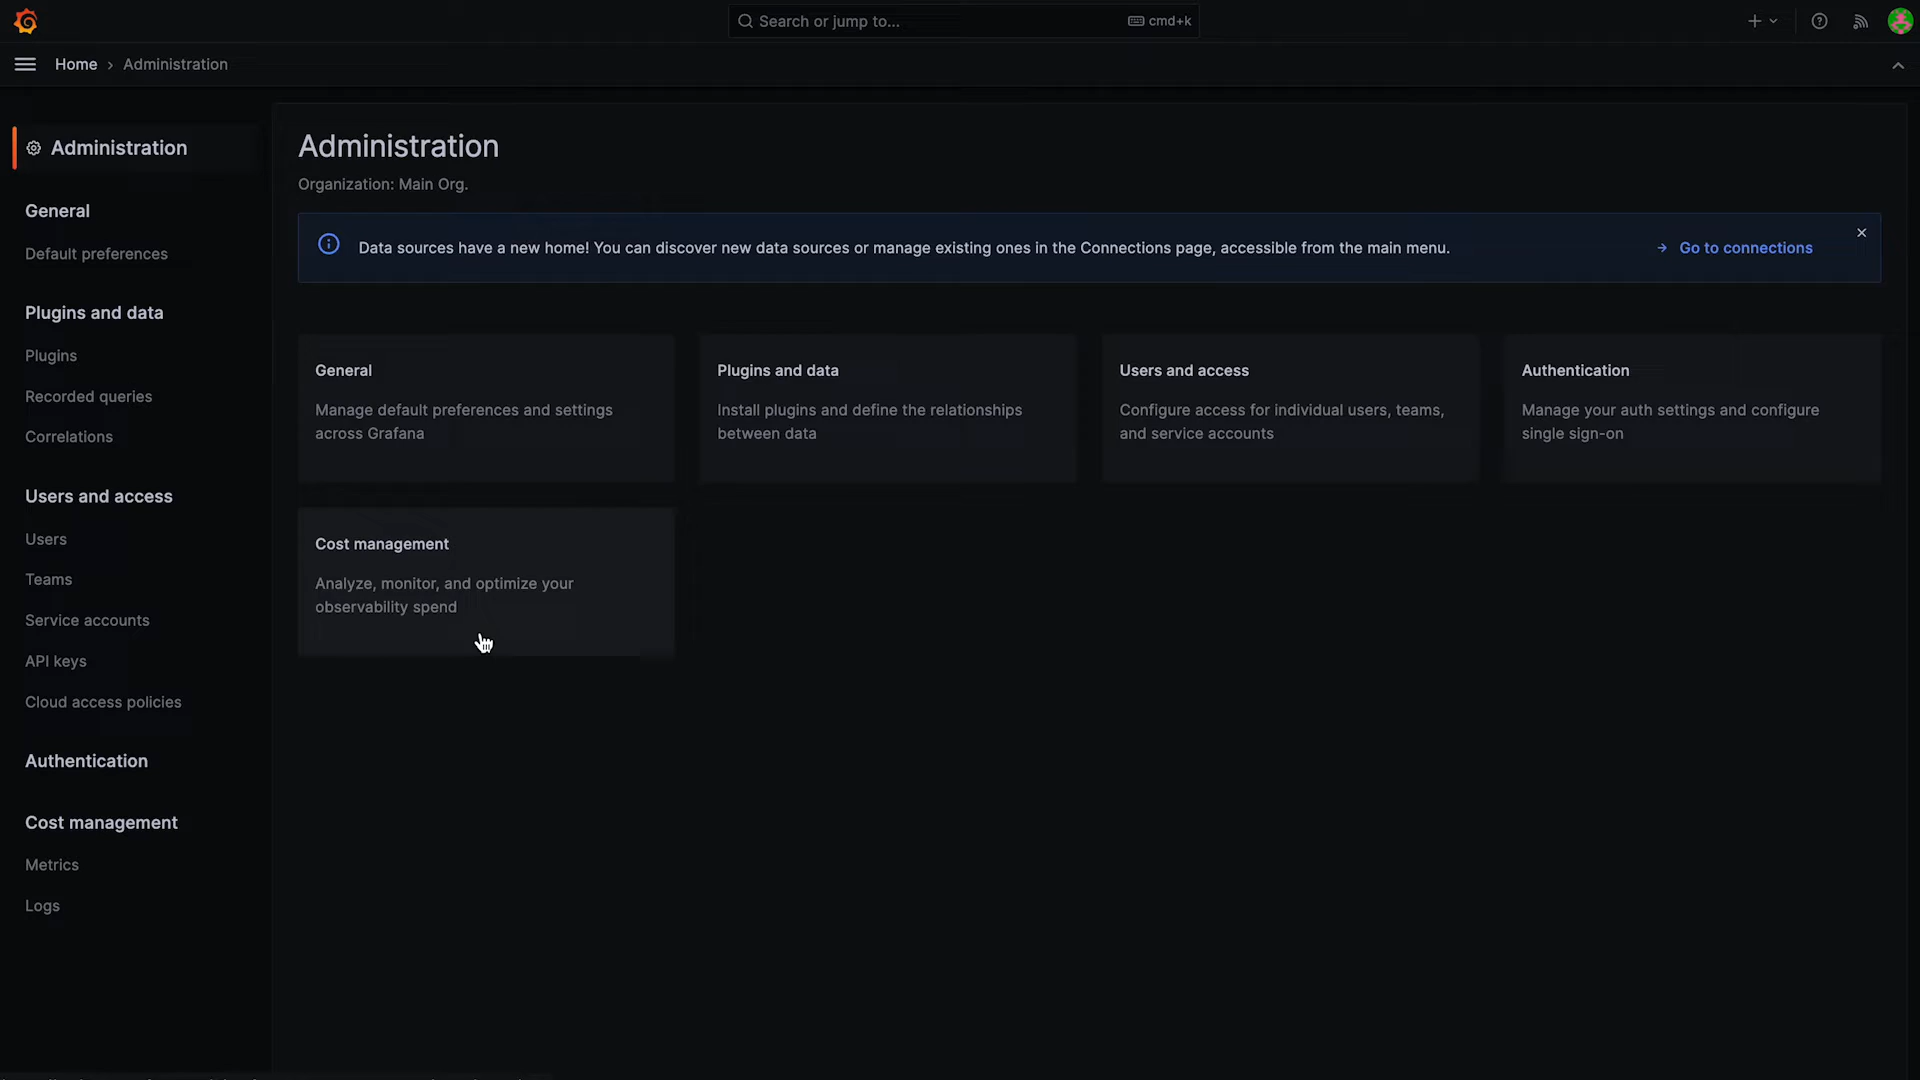 Search or jump to...
cmd+k
Home › Administration
Administration
General
Default preferences
Plugins and data
Plugins
Recorded queries
Correlations
Users and access
Users
Teams
Service accounts
API keys
Cloud access policies
Authentication
Cost management
Metrics
Logs
Administration
Organization: Main Org.
Data sources have a new home! You can discover new data sources or manage existing ones in the Connections page, accessible from the main menu.
Go to connections
General
Manage default preferences and settings
across Grafana
Plugins and data
Install plugins and define the relationships
between data
Users and access
Configure access for individual users, teams,
and service accounts
Authentication
Manage your auth settings and configure
single sign-on
Cost management
Analyze, monitor, and optimize your
observability spend